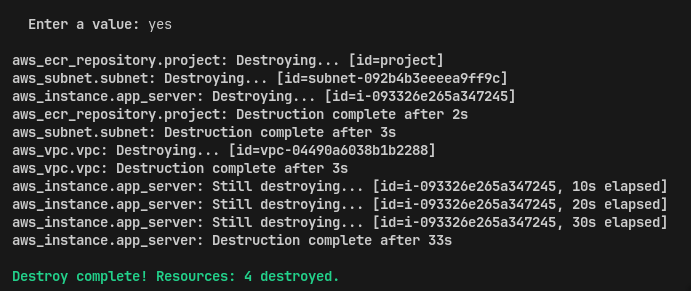 Enter a value: yes
aws_ecr_repository.project: Destroying... [id=project]
aws_subnet.subnet: Destroying... [id=subnet-092b4b3eeeea9ff9c]
aws_instance.app_server: Destroying... [id=i-093326e265a347245]
aws_ecr_repository.project: Destruction complete after 2s
aws_subnet.subnet: Destruction complete after 3s
aws_vpc.vpc: Destroying... [id=vpc-04490a6038b1b2288]
aws_vpc.vpc: Destruction complete after 3s
aws_instance.app_server: Still destroying... [id=i-093326e265a347245, 10s elapsed]
aws_instance.app_server: Still destroying... [id=i-093326e265a347245, 20s elapsed]
aws_instance.app_server: Still destroying... [id=i-093326e265a347245, 30s elapsed]
aws_instance.app_server: Destruction complete after 33s
Destroy complete! Resources: 4 destroyed.